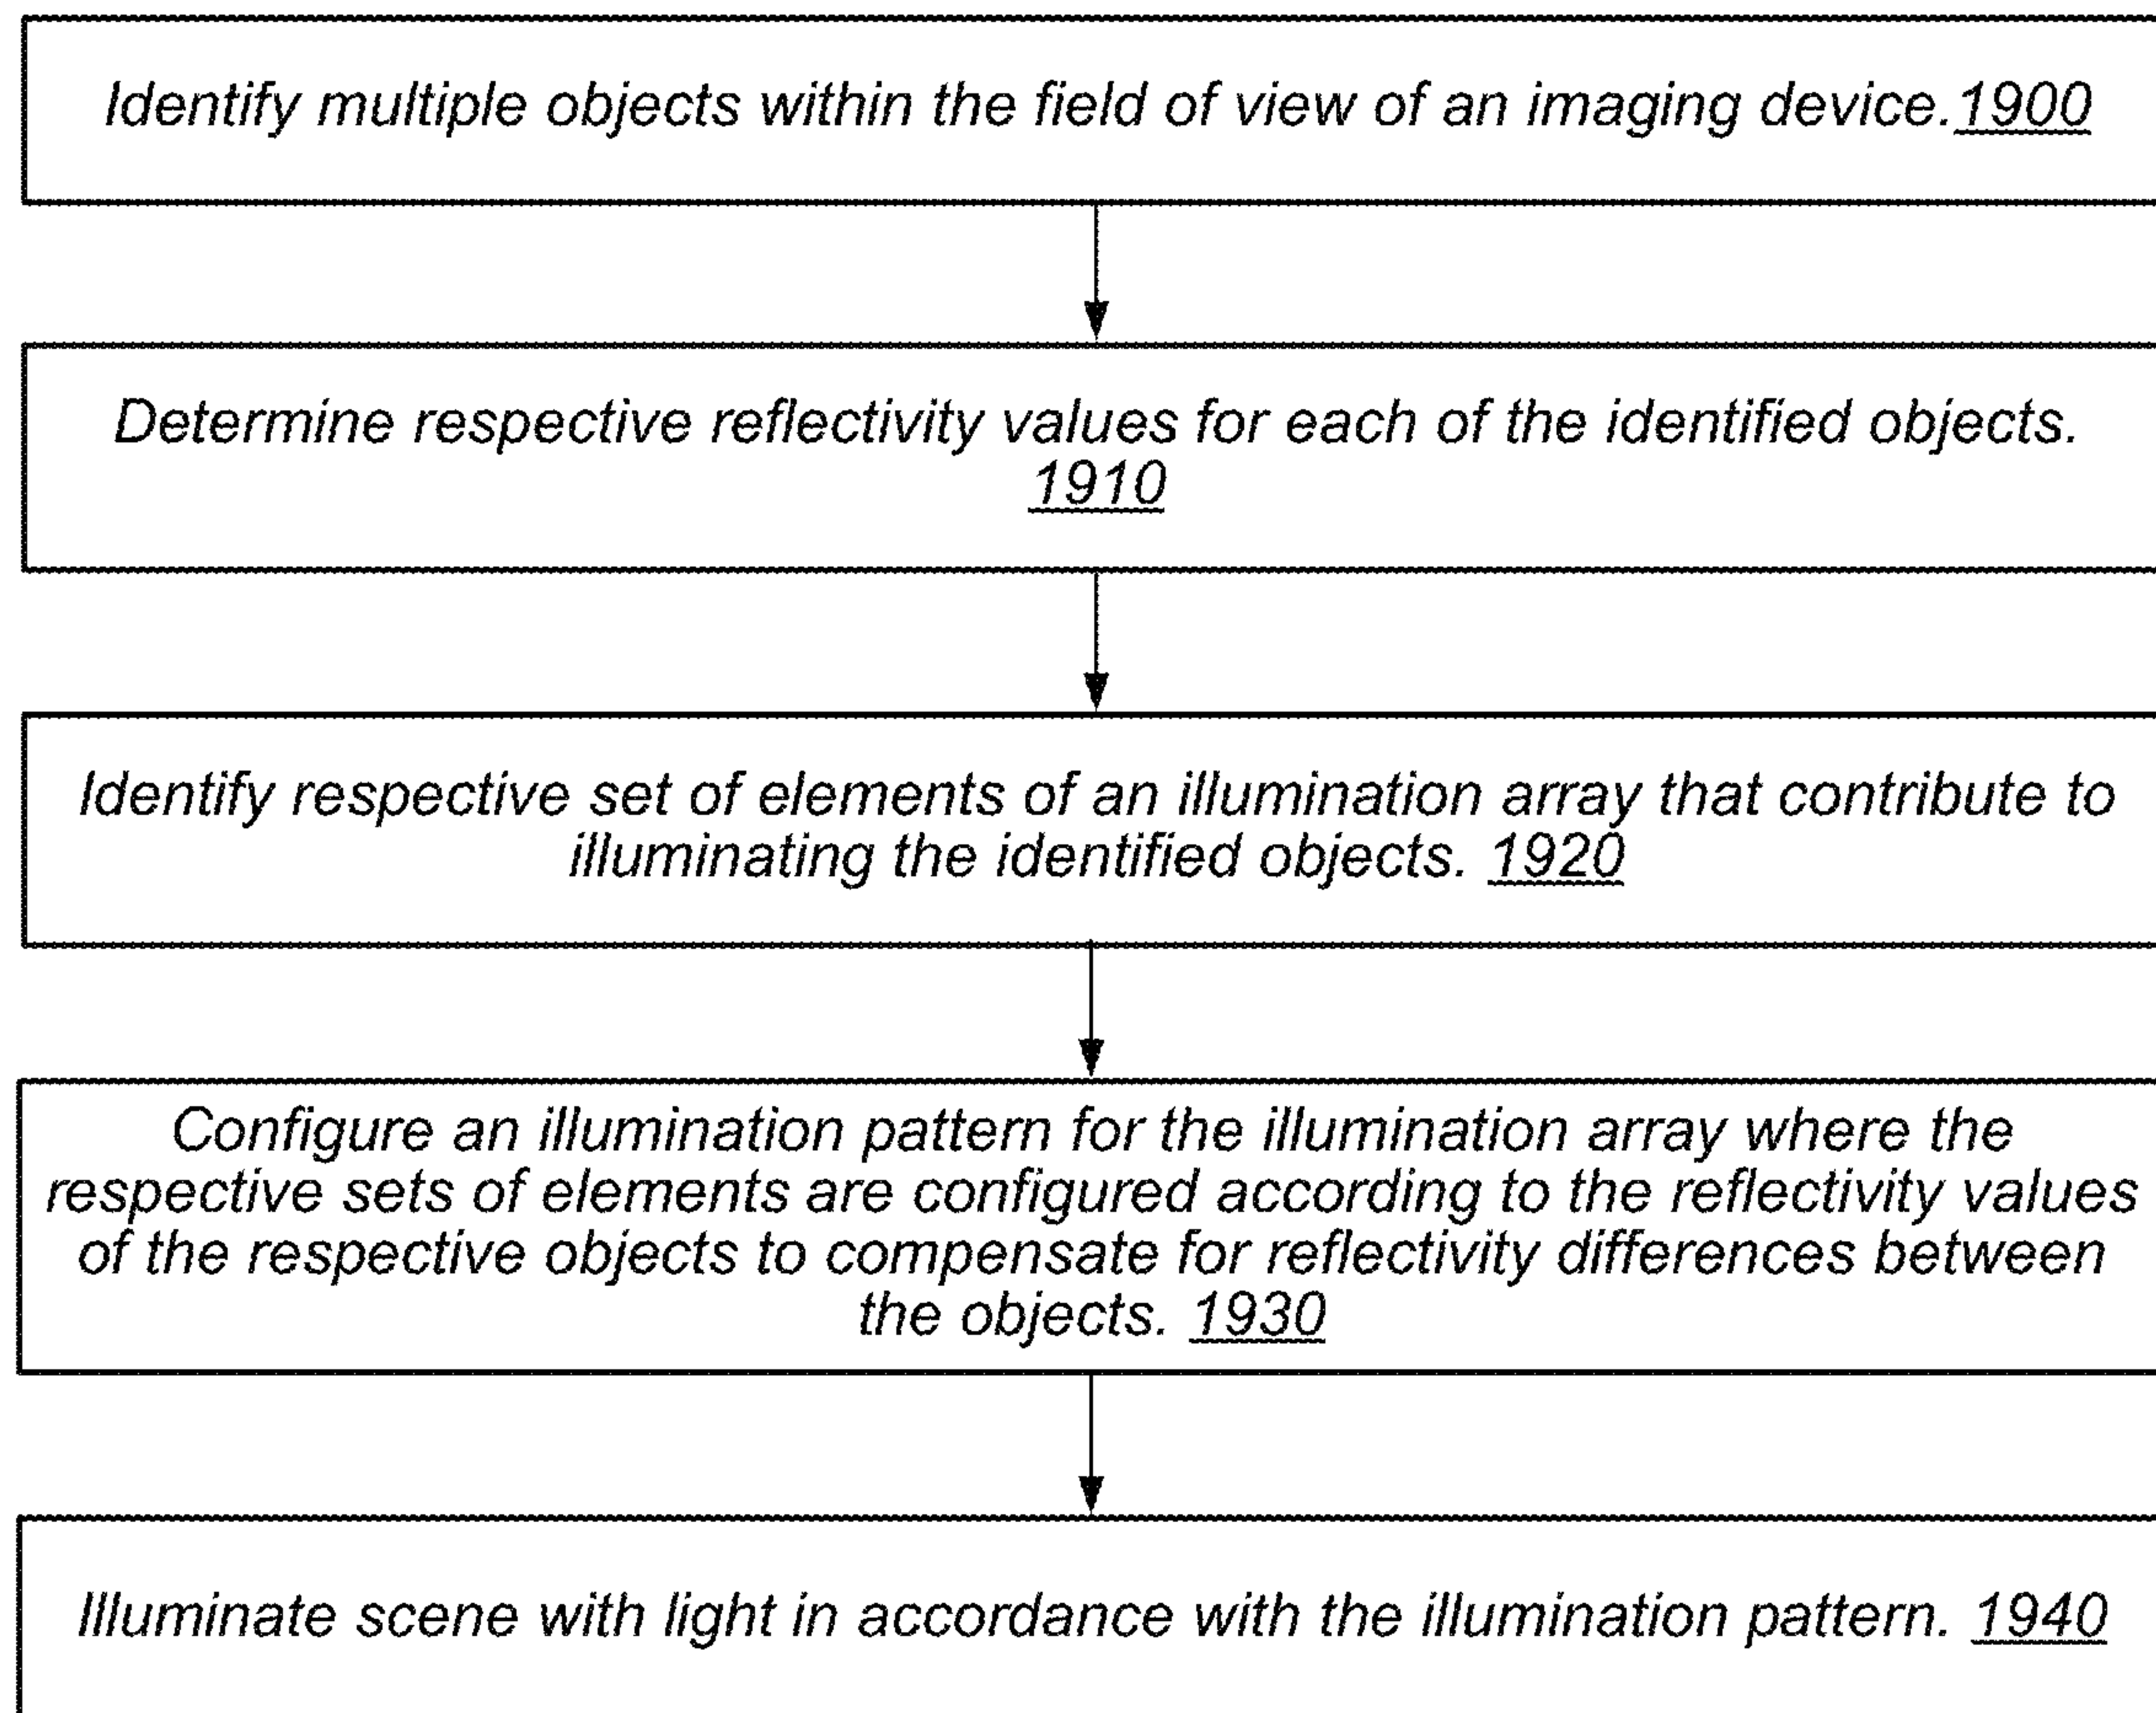 Identify multiple objects within the field of view of an imaging device.1900
Determine respective reflectivity values for each of the identified objects.
1910
Identify respective set of elements of an illumination array that contribute to
illuminating the identified objects. 1920
Configure an illumination pattern for the illumination array where the
respective sets of elements are configured according to the reflectivity values
of the respective objects to compensate for reflectivity differences between
the objects. 1930
Illuminate scene with light in accordance with the illumination pattern. 1940